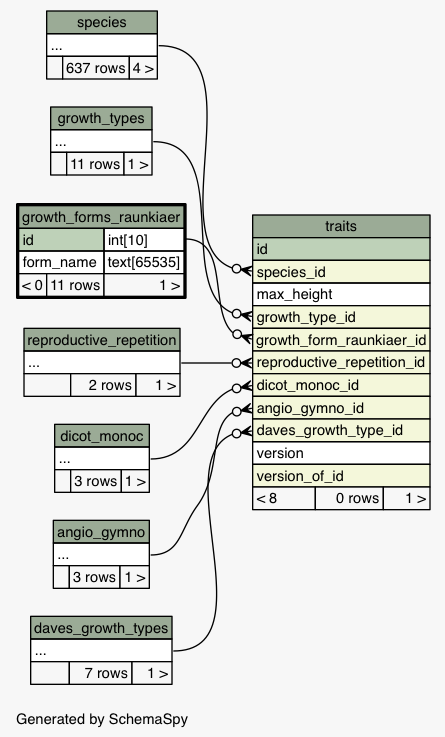 species
...
637 rows 4 >
growth_types
...
11 rows 1 >
growth_forms_raunkiaer
id int[10]
form_name text[65535]
< 0 11 rows 1 >
reproductive_repetition
...
2 rows 1 >
dicot_monoc
...
3 rows 1 >
angio_gymno
...
3 rows 1 >
daves_growth_types
...
7 rows 1 >
traits
id
species_id
max_height
growth_type_id
growth_form_raunkiaer_id
reproductive_repetition_id
dicot_monoc_id
angio_gymno_id
daves_growth_type_id
version
version_of_id
< 8 0 rows 1 >
Generated by SchemaSpy